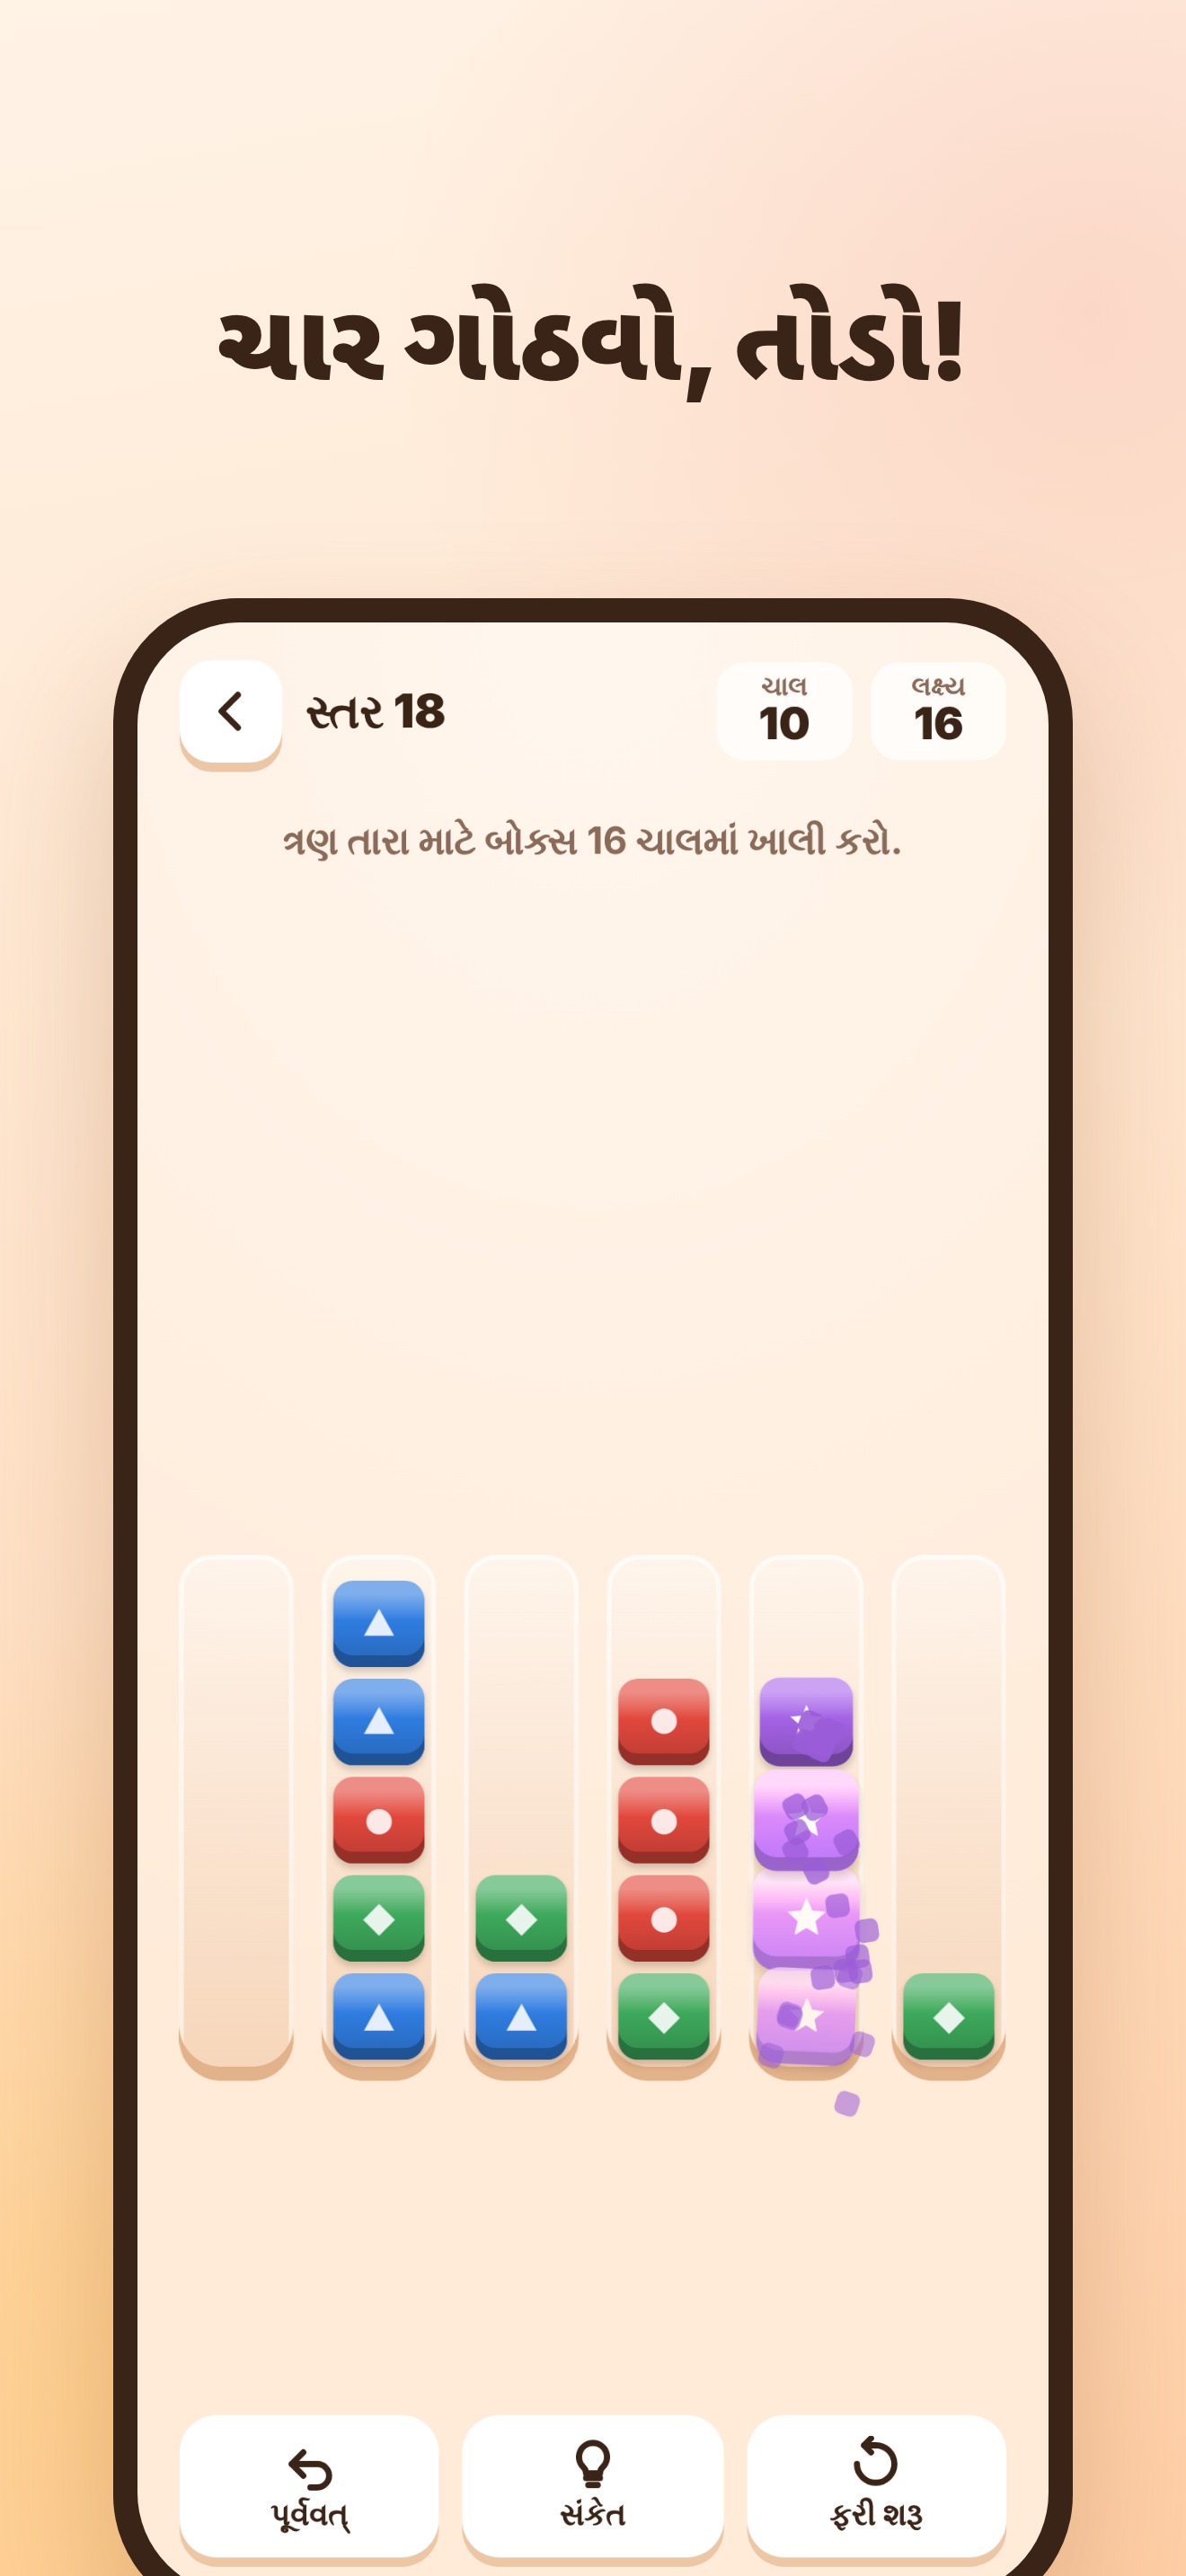 ચાર ગોઠવો, તોડો!
સ્તર 18
ચાલ
10
લક્ષ્ય
16
ત્રણ તારા માટે બોક્સ 16 ચાલમાં ખાલી કરો.
પૂર્વવત્
સંકેત
ફરી શરૂ